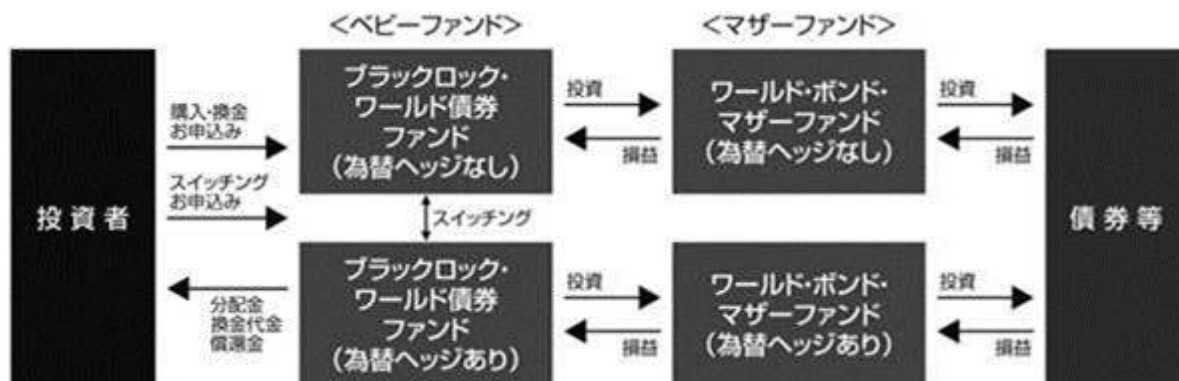 <ベビーファンド>
<マザーファンド>
投資者
購入・換金
お申込み
スイッチング
お申込み
分配金
換金代金
償還金
ブラックロック・
ワールド債券
ファンド
(為替ヘッジなし)
スイッチング
ブラックロック・
ワールド債券
ファンド
(為替ヘッジあり)
投資
損益
投資
損益
ワールド・ボンド・
マザーファンド
(為替ヘッジなし)
ワールド・ボンド・
マザーファンド
(為替ヘッジあり)
投資
損益
投資
損益
債券等